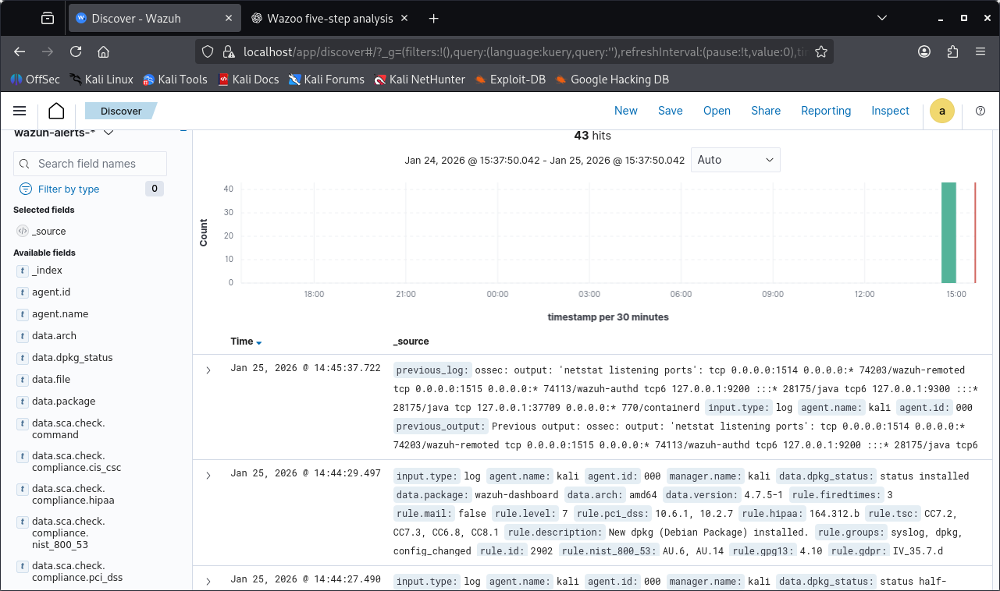 Discover - Wazuh
Wazoo five-step analysis
localhost/app/discover#/?_g=(filters:!(),query:(language:kuery,query:''),refreshInterval:(pause:!t,value:0),ti
OffSec Kali Linux Kali Tools Kali Docs Kali Forums Kali NetHunter Exploit-DB Google Hacking DB
Discover New Save Open Share Reporting Inspect a
wazuh-alerts-*
Search field names
Filter by type 0
Selected fields
_source
Available fields
_index
agent.id
agent.name
data.arch
data.dpkg_status
data.file
data.package
data.sca.check.
command
data.sca.check.
compliance.cis_csc
data.sca.check.
compliance.hipaa
data.sca.check.
compliance.
nist_800_53
data.sca.check.
compliance.pci_dss
43 hits
Jan 24, 2026 @ 15:37:50.042 - Jan 25, 2026 @ 15:37:50.042 Auto
Count
40
30
20
10
0
18:00 21:00 00:00 03:00 06:00 09:00 12:00 15:00
timestamp per 30 minutes
Time _source
Jan 25, 2026 @ 14:45:37.722 previous_log: ossec: output: 'netstat listening ports': tcp 0.0.0.0:1514 0.0.0.0:* 74203/wazuh-remoted
tcp 0.0.0.0:1515 0.0.0.0:* 74113/wazuh-authd tcp6 127.0.0.1:9200 :::* 28175/java tcp6 127.0.0.1:9300 :::*
28175/java tcp 127.0.0.1:37709 0.0.0.0:* 770/containerd input.type: log agent.name: kali agent.id: 000
previous_output: Previous output: ossec: output: 'netstat listening ports': tcp 0.0.0.0:1514 0.0.0.0:*
74203/wazuh-remoted tcp 0.0.0.0:1515 0.0.0.0:* 74113/wazuh-authd tcp6 127.0.0.1:9200 :::* 28175/java tcp6
Jan 25, 2026 @ 14:44:29.497 input.type: log agent.name: kali agent.id: 000 manager.name: kali data.dpkg_status: status installed
data.package: wazuh-dashboard data.arch: amd64 data.version: 4.7.5-1 rule.firedtimes: 3
rule.mail: false rule.level: 7 rule.pci_dss: 10.6.1, 10.2.7 rule.hipaa: 164.312.b rule.tsc: CC7.2,
CC7.3, CC6.8, CC8.1 rule.description: New dpkg (Debian Package) installed. rule.groups: syslog, dpkg,
config_changed rule.id: 2902 rule.nist_800_53: AU.6, AU.14 rule.gpg13: 4.10 rule.gdpr: IV_35.7.d
Jan 25, 2026 @ 14:44:27.490 input.type: log agent.name: kali agent.id: 000 manager.name: kali data.dpkg_status: status half-